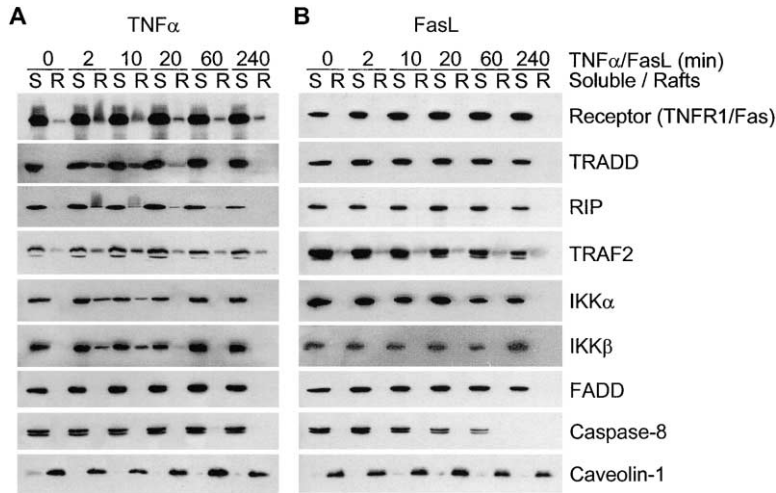 A B
TNFα FasL
0 2 10 20 60 240 0 2 10 20 60 240 TNFα/FasL (min)
S R S R S R S R S R S R S R S R S R S R S R S R Soluble / Rafts
Receptor (TNFR1/Fas)
TRADD
RIP
TRAF2
IKKα
IKKβ
FADD
Caspase-8
Caveolin-1